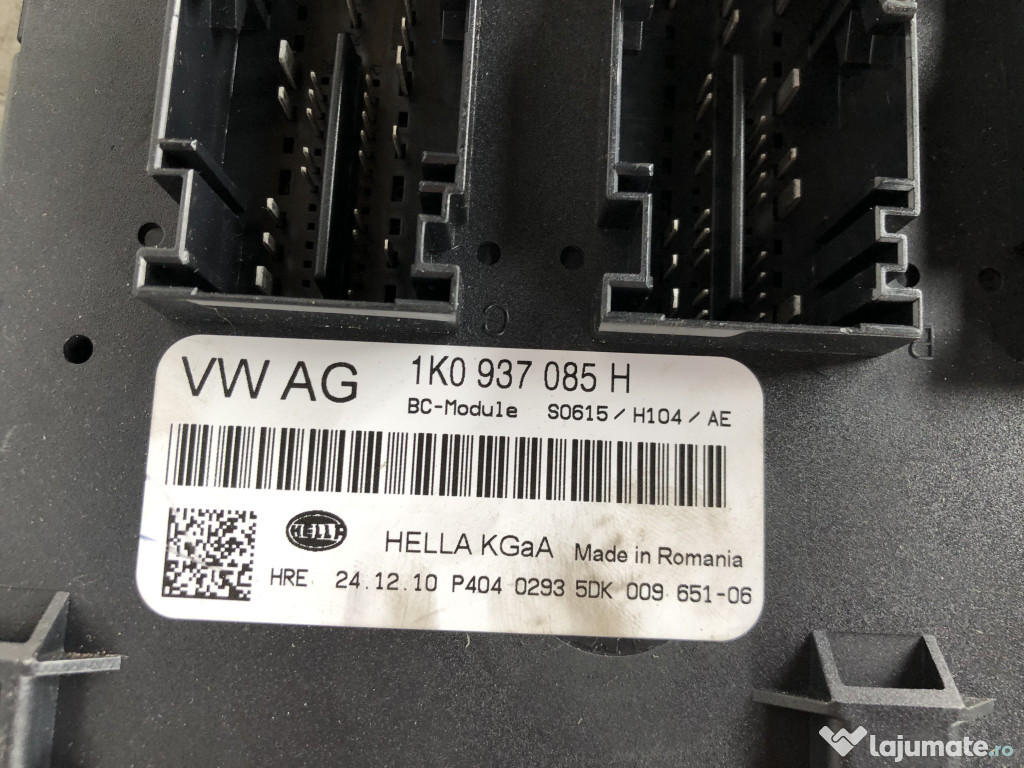 C
B
VW AG 1K0 937 085 H
BC-Module S0615 / H104 / AE
HELLA
HELLA KGaA Made in Romania
HRE 24.12.10 P404 0293 5DK 009 651-06
lajumate.ro